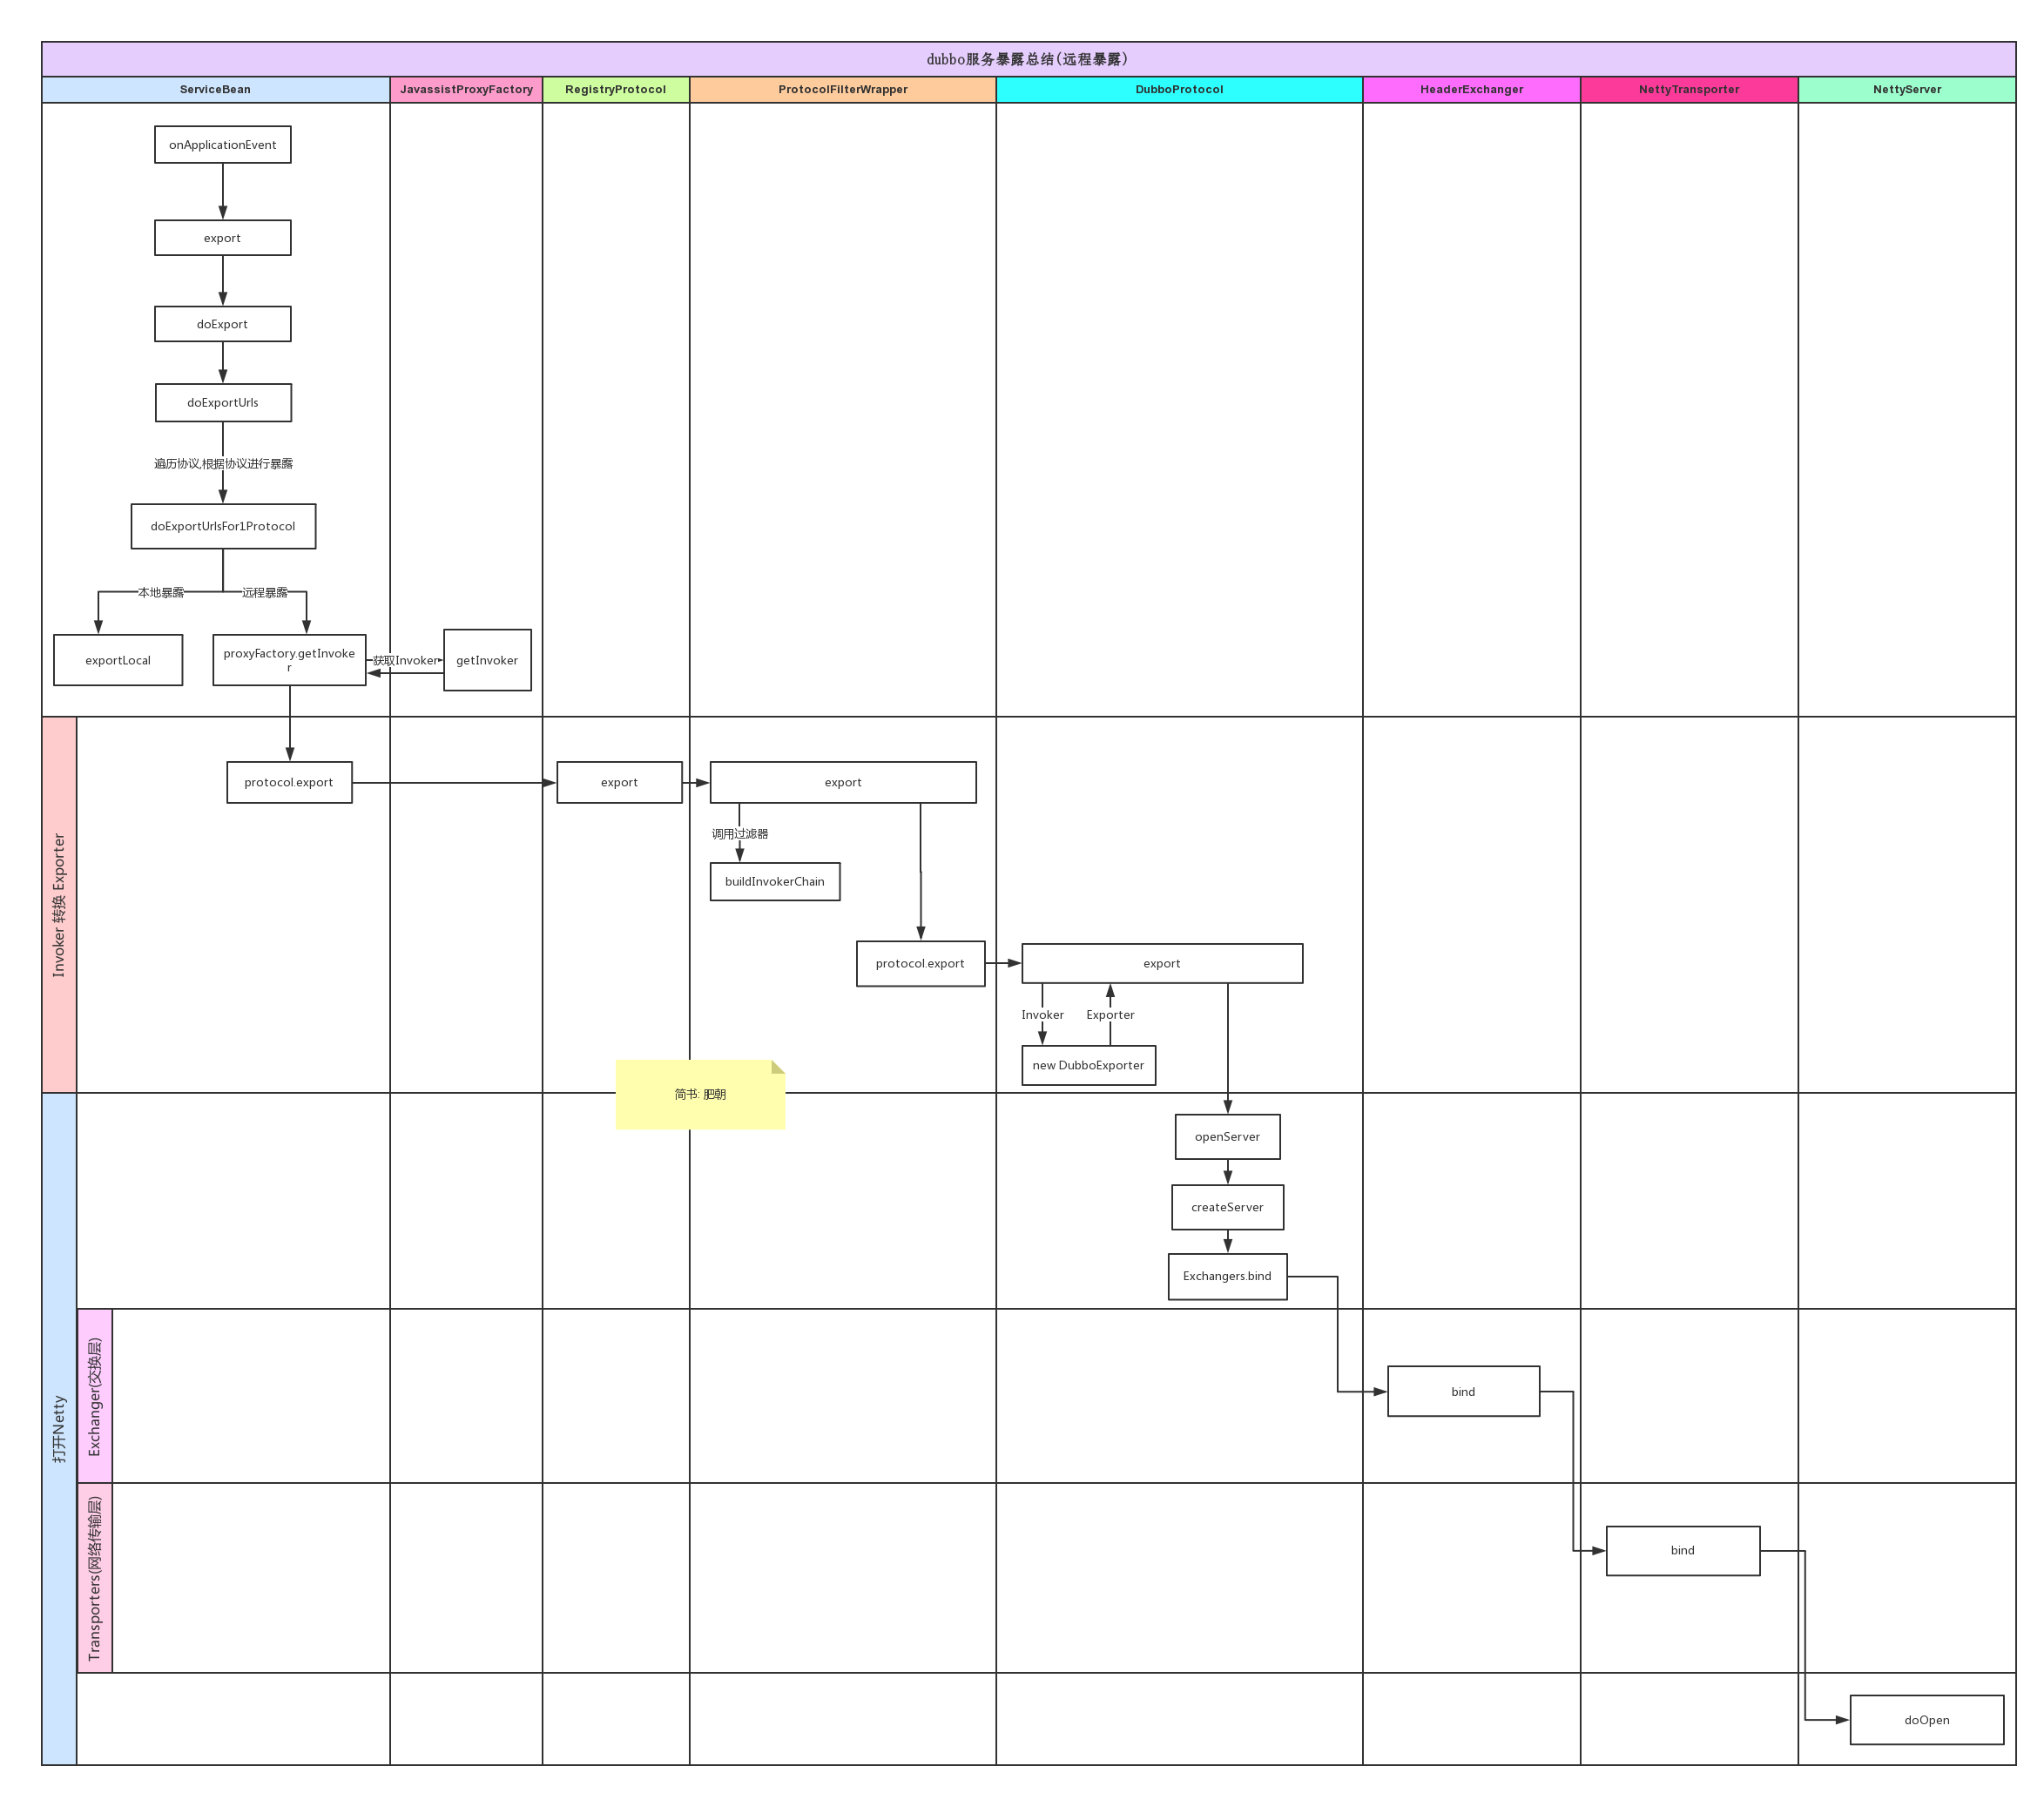 dubbo服务暴露总结(远程暴露)
ServiceBean
JavassistProxyFactory
RegistryProtocol
ProtocolFilterWrapper
DubboProtocol
HeaderExchanger
NettyTransporter
NettyServer
onApplicationEvent
export
doExport
doExportUrls
遍历协议,根据协议进行暴露
doExportUrlsFor1Protocol
本地暴露
远程暴露
exportLocal
proxyFactory.getInvoke
r
获取Invoker
getInvoker
Invoker 转换 Exporter
protocol.export
export
export
调用过滤器
buildInvokerChain
protocol.export
export
Invoker
Exporter
new DubboExporter
简书: 肥朝
打开Netty
openServer
createServer
Exchangers.bind
Exchanger(交换层)
bind
Transporters(网络传输层)
bind
doOpen